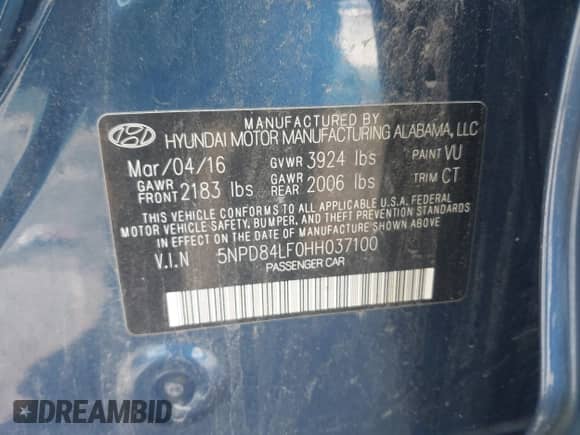 MANUFACTURED BY
HYUNDAI MOTOR MANUFACTURING ALABAMA, LLC
Mar/04/16 GVWR 3924 lbs PAINT VU
GAWR FRONT 2183 lbs GAWR REAR 2006 lbs TRIM CT
THIS VEHICLE CONFORMS TO ALL APPLICABLE U.S.A. FEDERAL
MOTOR VEHICLE SAFETY, BUMPER, AND THEFT PREVENTION STANDARDS
IN EFFECT ON THE DATE OF MANUFACTURE SHOWN ABOVE.
V.I.N 5NPD84LF0HH037100
PASSENGER CAR
DREAMBID